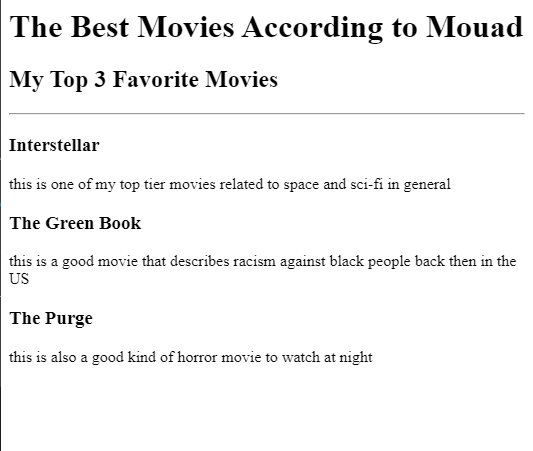 The Best Movies According to Mouad
My Top 3 Favorite Movies
Interstellar
this is one of my top tier movies related to space and sci-fi in general
The Green Book
this is a good movie that describes racism against black people back then in the
US
The Purge
this is also a good kind of horror movie to watch at night